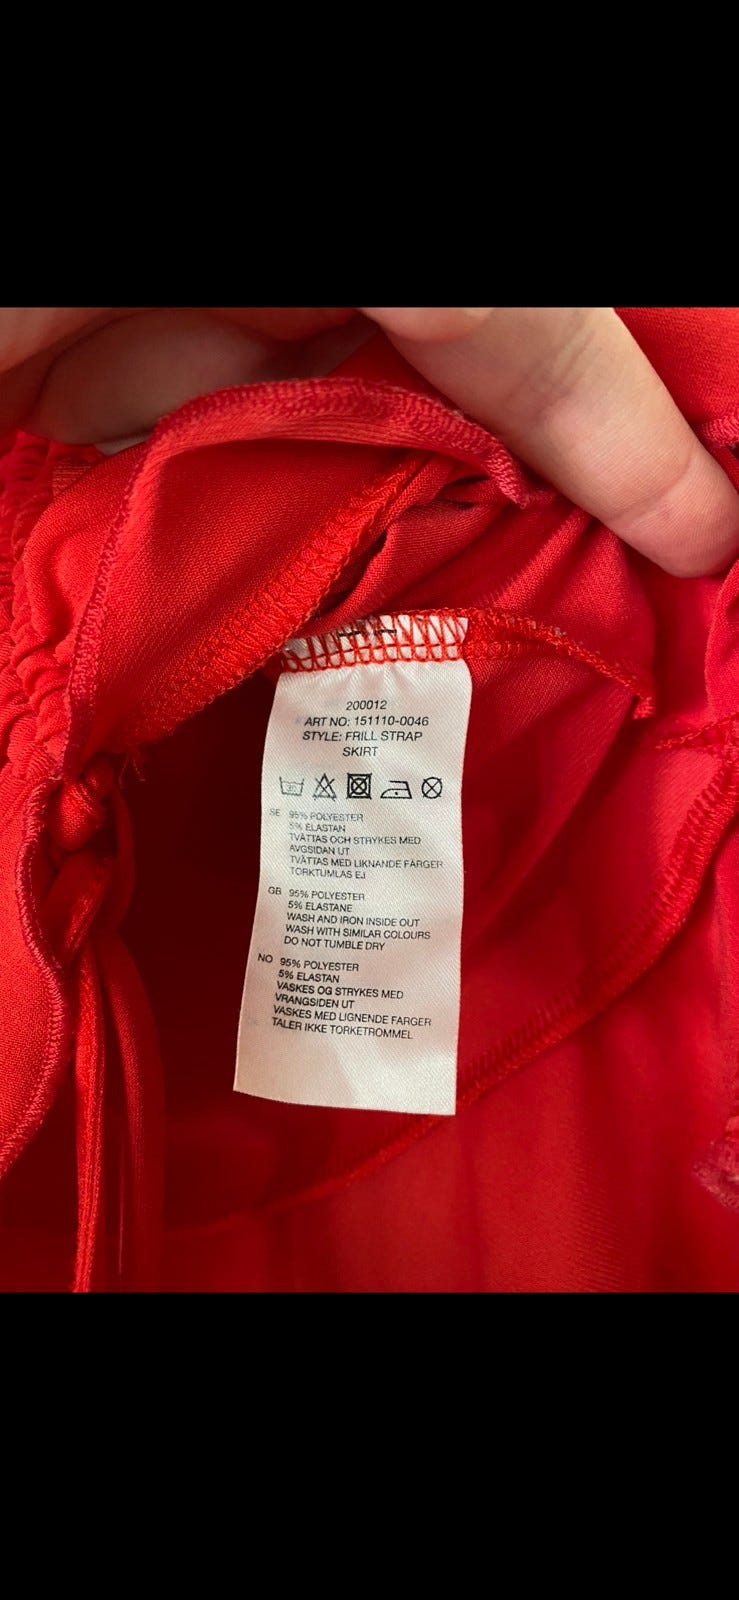 200012
ART NO: 151110-0046
STYLE: FRILL STRAP
SKIRT
30
SE 95% POLYESTER
5% ELASTAN
TVÄTTAS OCH STRYKES MED
AVGSIDAN UT
TVÄTTAS MED LIKNANDE FÄRGER
TORKTUMLAS EJ
GB 95% POLYESTER
5% ELASTANE
WASH AND IRON INSIDE OUT
WASH WITH SIMILAR COLOURS
DO NOT TUMBLE DRY
NO 95% POLYESTER
5% ELASTAN
VASKES OG STRYKES MED
VRANGSIDEN UT
VASKES MED LIGNENDE FARGER
TALER IKKE TORKETROMMEL